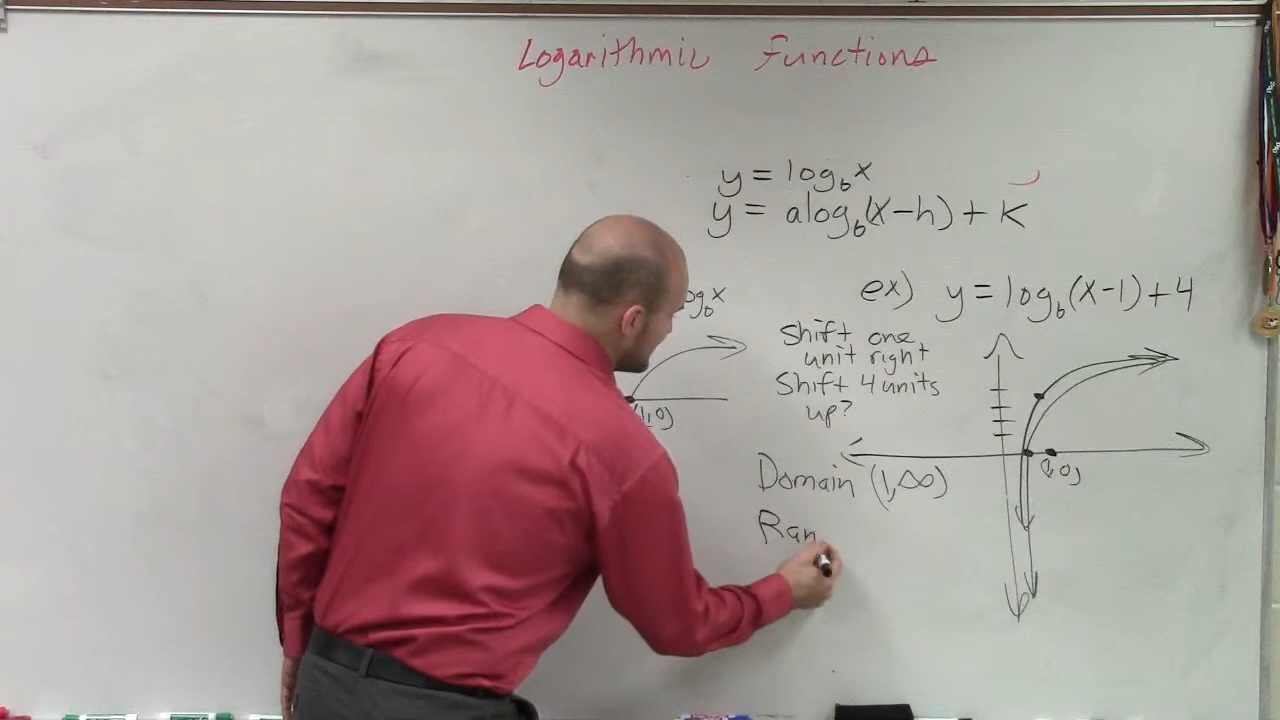 Logarithmic Functions
y = log_b x
y = a log_b (x-h) + K
log_b x
(1,0)
ex) y = log_b (x-1) + 4
Shift one
unit right
Shift 4 units
up?
(1,0)
Domain (1,∞)
Ran